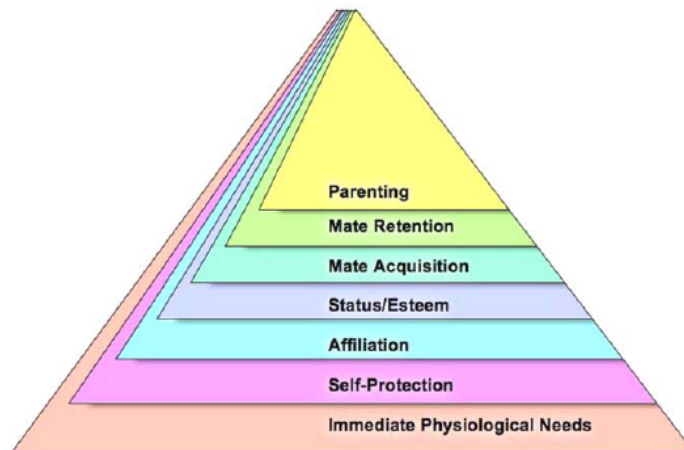 Parenting
Mate Retention
Mate Acquisition
Status/Esteem
Affiliation
Self-Protection
Immediate Physiological Needs